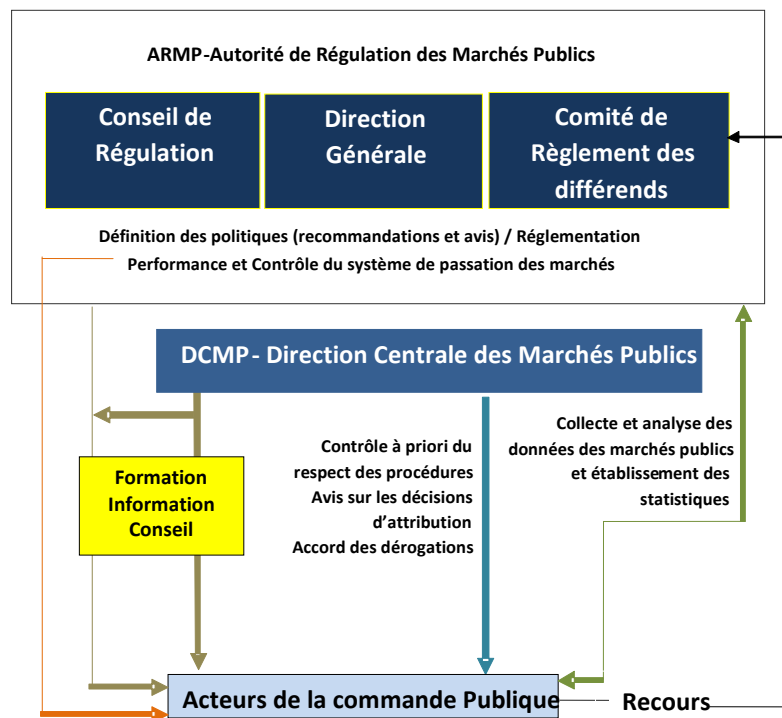 ARMP-Autorité de Régulation des Marchés Publics
Conseil de
Régulation
Direction
Générale
Comité de
Règlement des
différends
Définition des politiques (recommandations et avis) / Réglementation
Performance et Contrôle du système de passation des marchés
DCMP- Direction Centrale des Marchés Publics
Formation
Information
Conseil
Contrôle à priori du
respect des procédures
Avis sur les décisions
d'attribution
Accord des dérogations
Collecte et analyse des
données des marchés publics
et établissement des
statistiques
Acteurs de la commande Publique
Recours